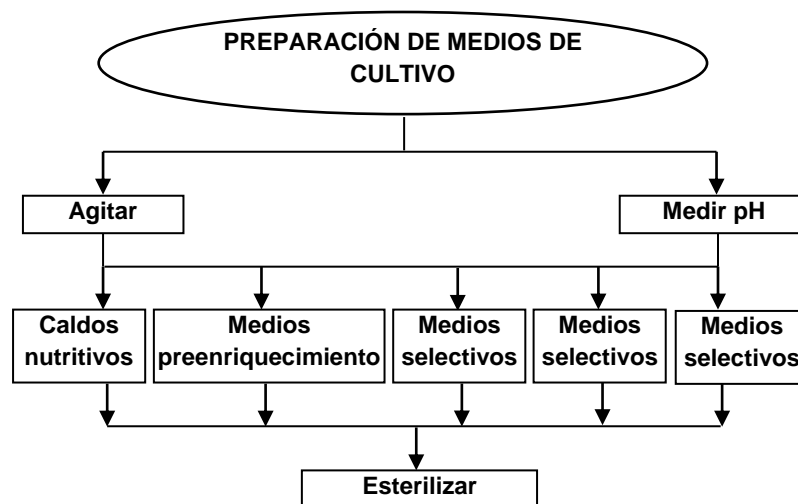 PREPARACIÓN DE MEDIOS DE
CULTIVO
Agitar
Medir pH
Caldos
nutritivos
Medios
preenriquecimiento
Medios
selectivos
Medios
selectivos
Medios
selectivos
Esterilizar